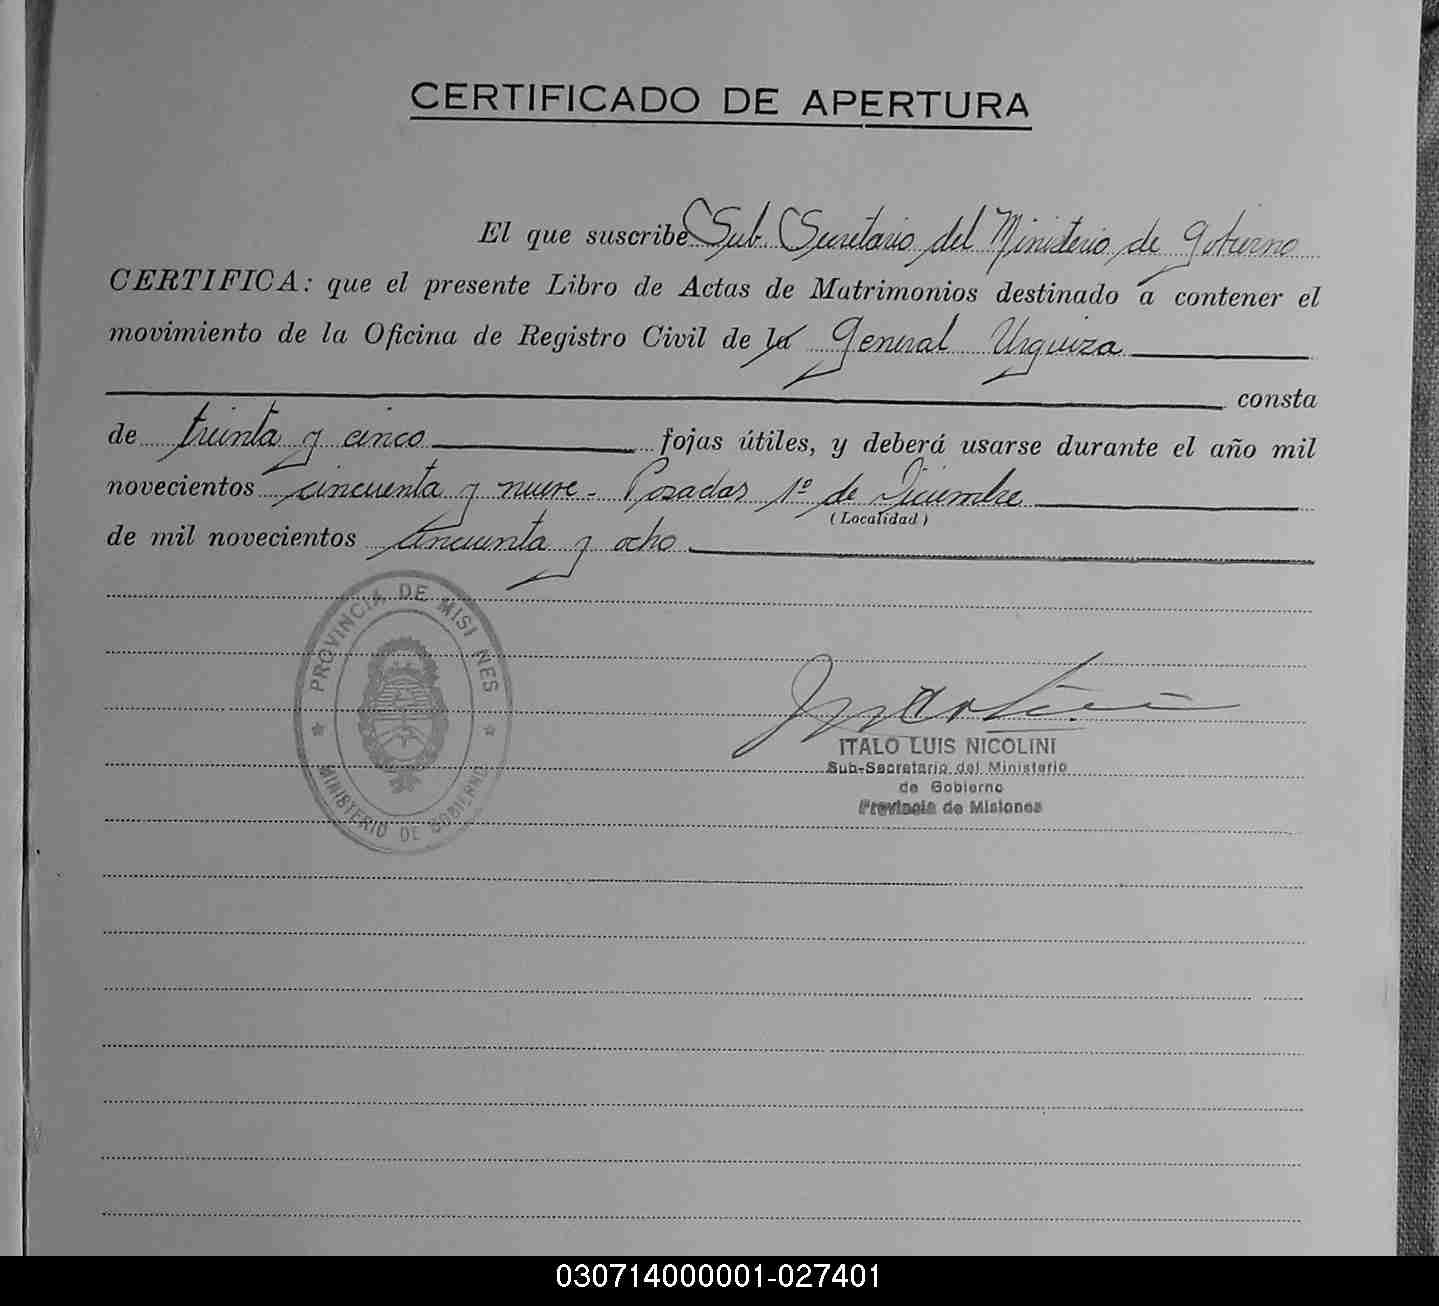 CERTIFICADO DE APERTURA
El que suscribe Sub. Secretario del Ministerio de Gobierno
CERTIFICA: que el presente Libro de Actas de Matrimonios destinado a contener el
movimiento de la Oficina de Registro Civil de la General Urquiza
consta
de treinta y cinco fojas útiles, y deberá usarse durante el año mil
novecientos cincuenta y nueve - Posadas 1º de Diciembre
(Localidad)
de mil novecientos cincuenta y ocho
PROVINCIA DE MISI NES
MINISTERIO DE GOBIERNO
ITALO LUIS NICOLINI
Sub-Secretario del Ministerio
de Gobierno
Provincia de Misiones
030714000001-027401